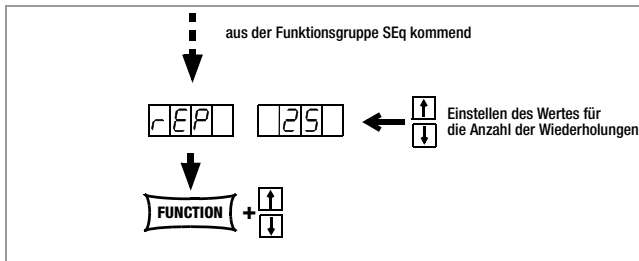 aus der Funktionsgruppe SEq kommend
rEP 25
Einstellen des Wertes für
die Anzahl der Wiederholungen
FUNCTION +